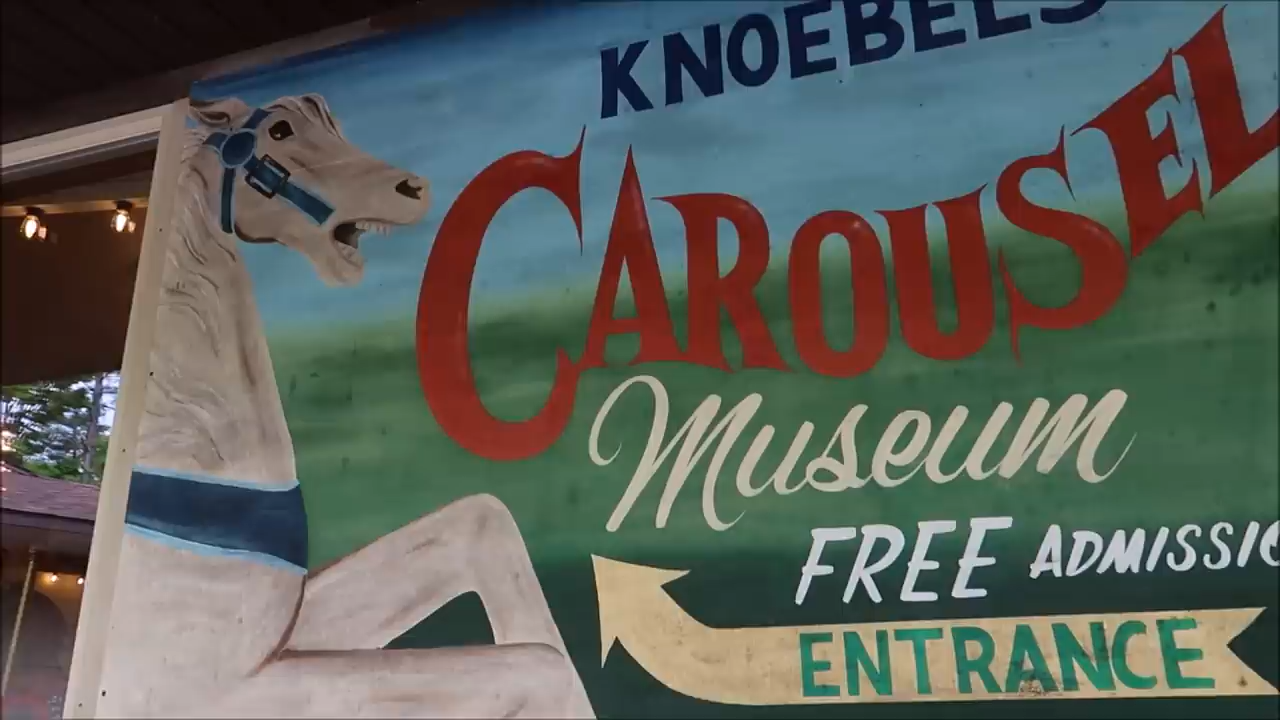 KNOEBELS
CAROUSEL
Museum
FREE ADMISSIO
ENTRANCE